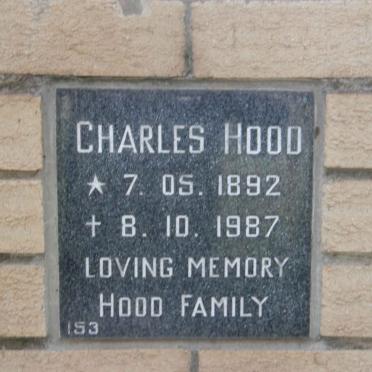 CHARLES HOOD
★ 7. 05. 1892
✝ 8. 10. 1987
LOVING MEMORY
HOOD FAMILY
153